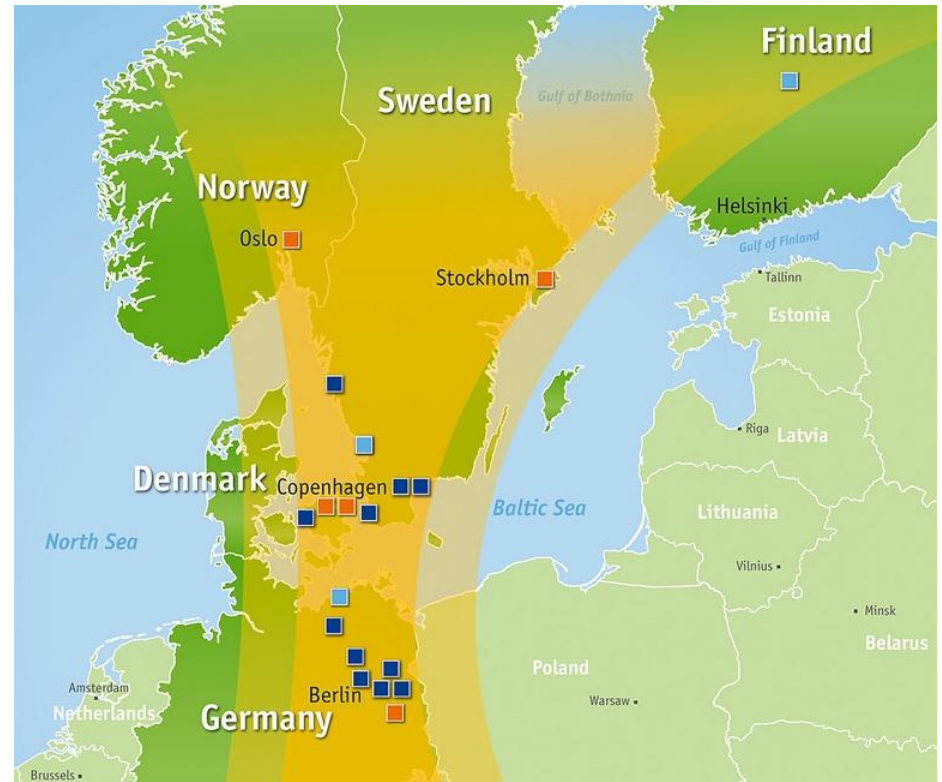 Finland
Sweden
Gulf of Bothnia
Norway
Helsinki
Oslo
Gulf of Finland
Stockholm
Tallinn
Estonia
Riga
Latvia
Denmark
Copenhagen
Baltic Sea
Lithuania
North Sea
Vilnius
Minsk
Belarus
Poland
Amsterdam
Berlin
Warsaw
Netherlands
Germany
Brussels